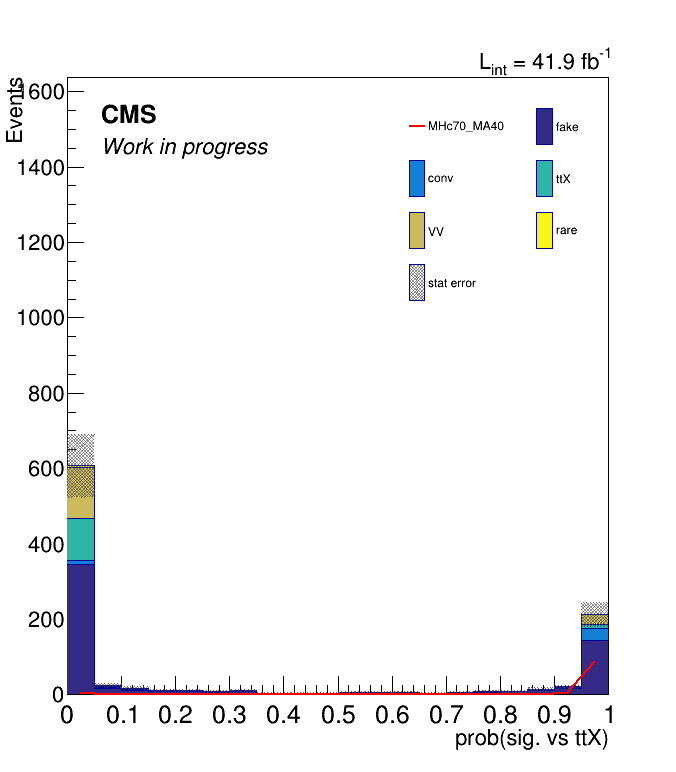 L_int = 41.9 fb^-1
Events
CMS
Work in progress
MHc70_MA40
fake
conv
ttX
VV
rare
stat error
1600
1400
1200
1000
800
600
400
200
0
0 0.1 0.2 0.3 0.4 0.5 0.6 0.7 0.8 0.9 1
prob(sig. vs ttX)